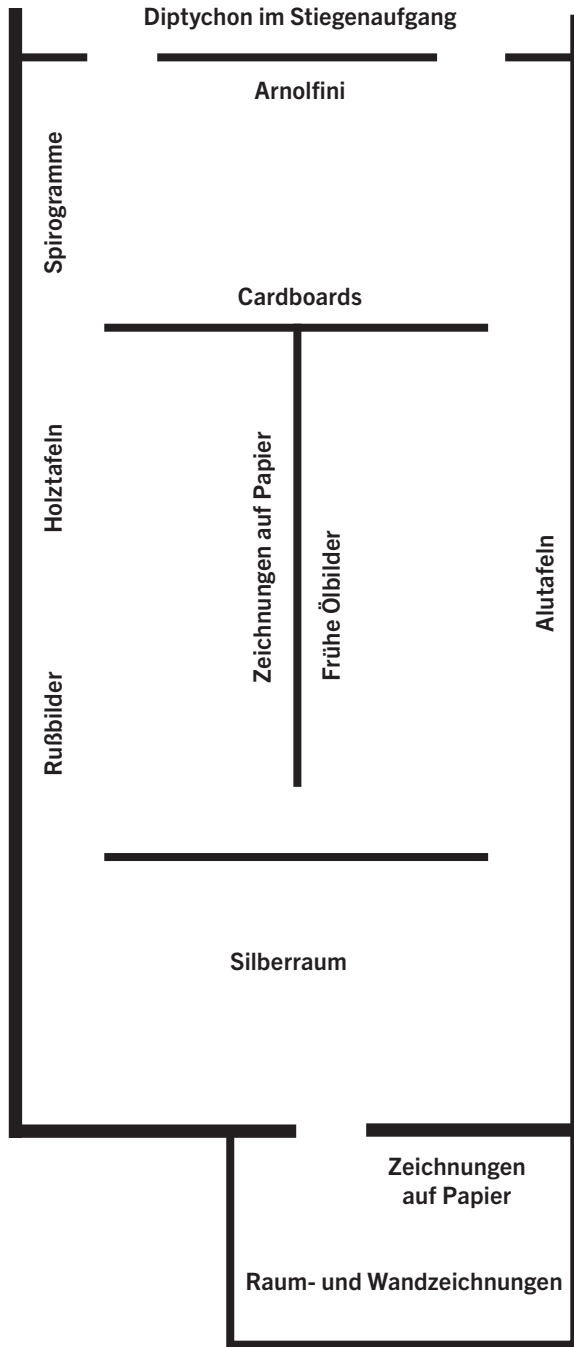 Diptychon im Stiegenaufgang
Arnolfini
Spirogramme
Cardboards
Holztafeln
Zeichnungen auf Papier
Frühe Ölbilder
Alutafeln
Rußbilder
Silberraum
Zeichnungen
auf Papier
Raum- und Wandzeichnungen